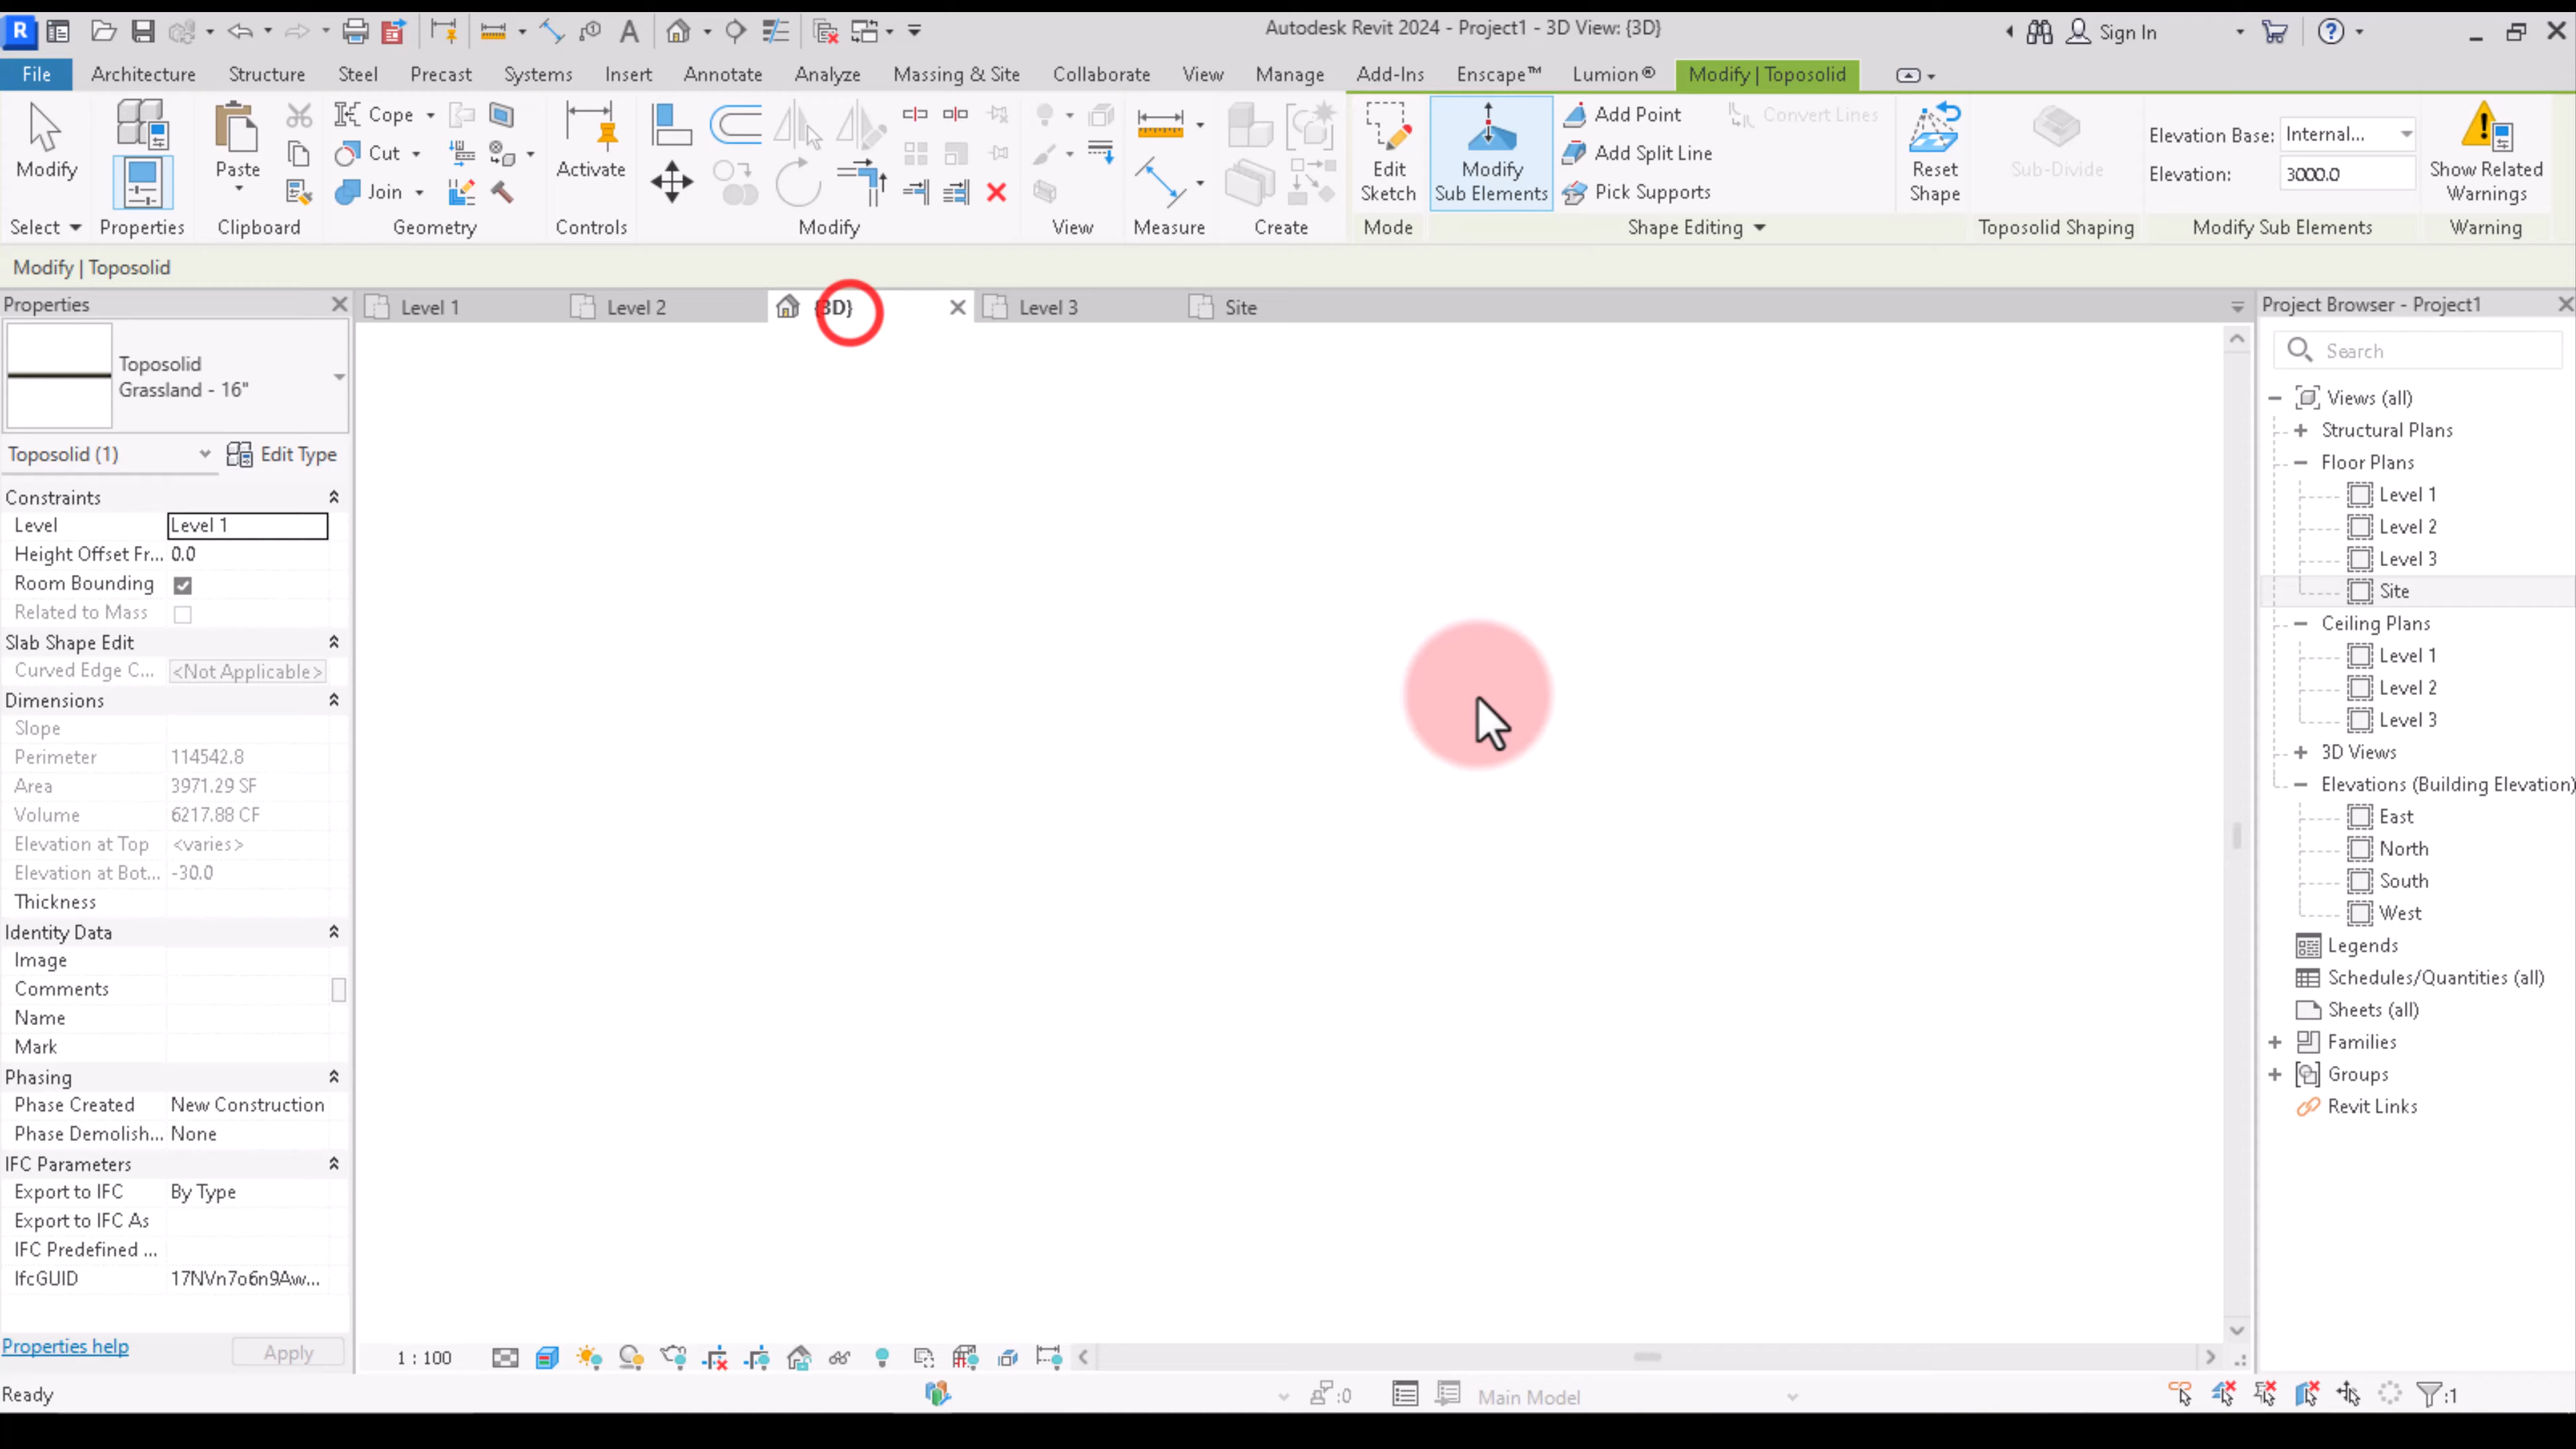 Autodesk Revit 2024 - Project1 - 3D View: {3D}
Sign In
File
Architecture
Structure
Steel
Precast
Systems
Insert
Annotate
Analyze
Massing & Site
Collaborate
View
Manage
Add-Ins
Enscape™
Lumion®
Modify | Toposolid
Modify
Paste
Cope
Cut
Join
Activate
Edit Sketch
Modify Sub Elements
Add Point
Add Split Line
Pick Supports
Convert Lines
Reset Shape
Sub-Divide
Elevation Base: Internal...
Elevation: 3000.0
Show Related Warnings
Select
Properties
Clipboard
Geometry
Controls
Modify
View
Measure
Create
Mode
Shape Editing
Toposolid Shaping
Modify Sub Elements
Warning
Modify | Toposolid
Properties
Level 1
Level 2
{3D}
Level 3
Site
Project Browser - Project1
Toposolid
Grassland - 16"
Toposolid (1)
Edit Type
Constraints
Level Level 1
Height Offset Fr... 0.0
Room Bounding
Related to Mass
Slab Shape Edit
Curved Edge C... <Not Applicable>
Dimensions
Slope
Perimeter 114542.8
Area 3971.29 SF
Volume 6217.88 CF
Elevation at Top <varies>
Elevation at Bot... -30.0
Thickness
Identity Data
Image
Comments
Name
Mark
Phasing
Phase Created New Construction
Phase Demolish... None
IFC Parameters
Export to IFC By Type
Export to IFC As
IFC Predefined ...
IfcGUID 17NVn7o6n9Aw...
Properties help
Apply
Search
Views (all)
Structural Plans
Floor Plans
Level 1
Level 2
Level 3
Site
Ceiling Plans
Level 1
Level 2
Level 3
3D Views
Elevations (Building Elevation)
East
North
South
West
Legends
Schedules/Quantities (all)
Sheets (all)
Families
Groups
Revit Links
1 : 100
Ready
:0
Main Model
:1